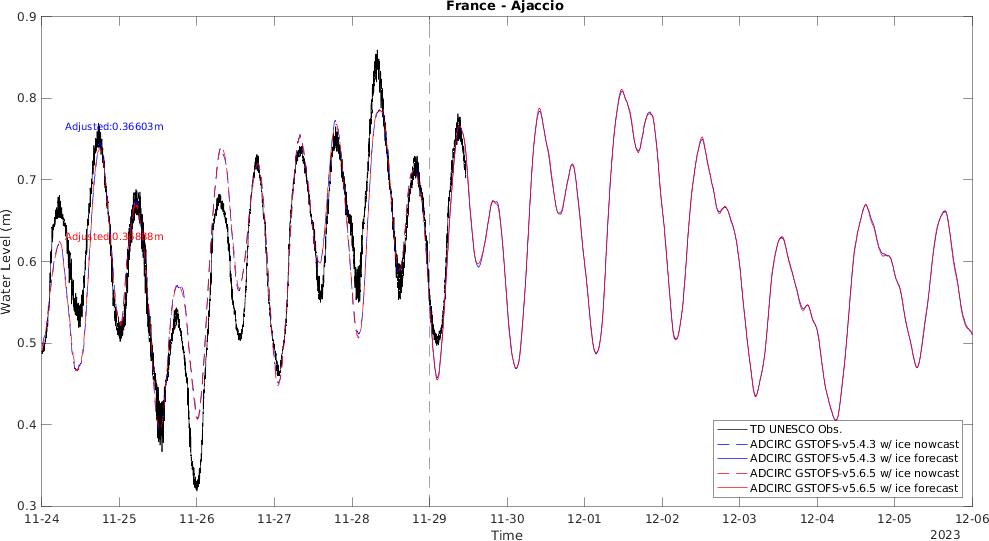 France - Ajaccio
0.9
0.8
0.7
0.6
0.5
0.4
0.3
Water Level (m)
Adjusted:0.36603m
11-24
11-25
11-26
11-27
11-28
11-29
11-30
12-01
12-02
12-03
12-04
12-05
12-06
Time
2023
TD UNESCO Obs.
ADCIRC GSTOFS-v5.4.3 w/ ice nowcast
ADCIRC GSTOFS-v5.4.3 w/ ice forecast
ADCIRC GSTOFS-v5.6.5 w/ ice nowcast
ADCIRC GSTOFS-v5.6.5 w/ ice forecast